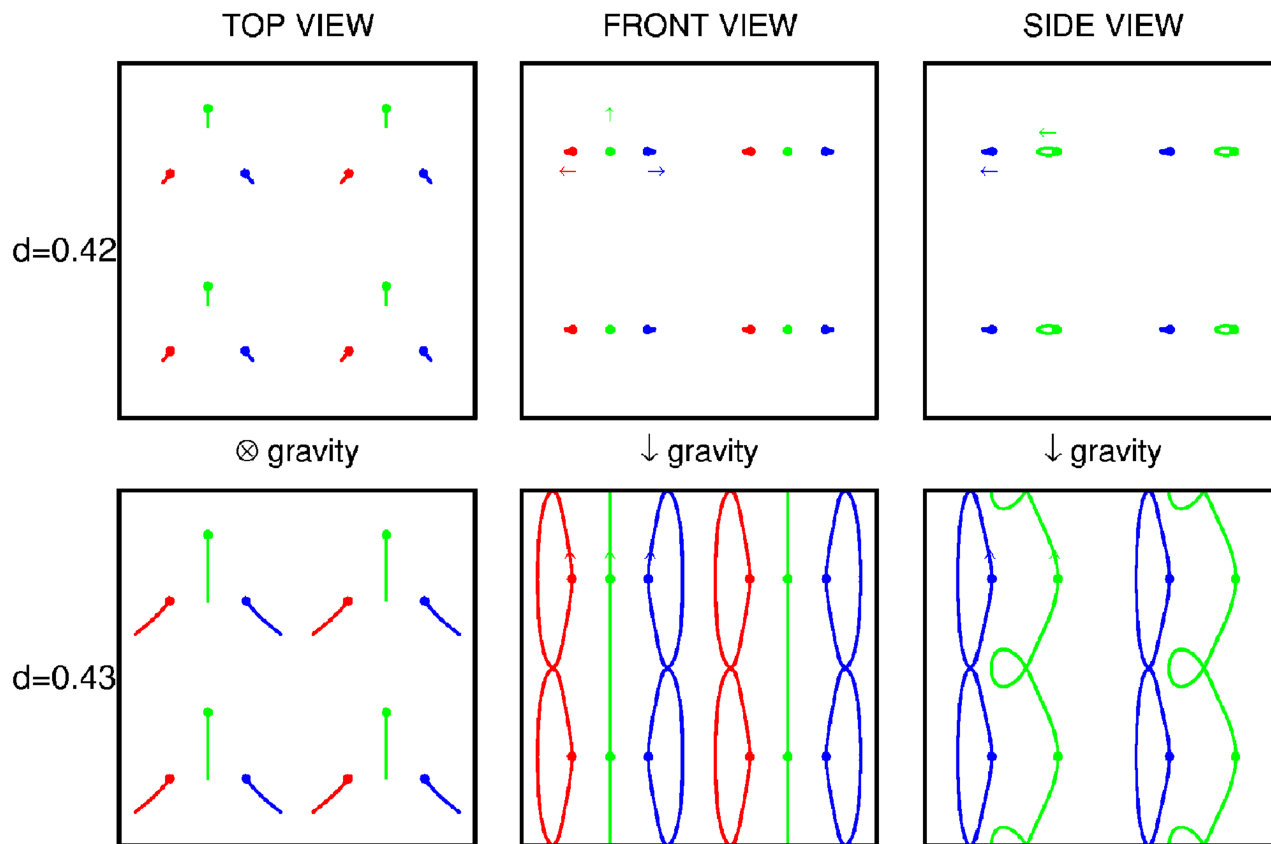 TOP VIEW
FRONT VIEW
SIDE VIEW
d=0.42
⊗ gravity
↓ gravity
↓ gravity
d=0.43